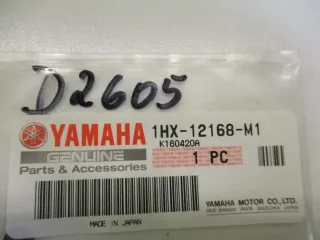 D2605
YAMAHA 1HX-12168-M1
K160420A
GENUINE 1 PC
Parts & Accessories
YAMAHA MOTOR CO.,LTD.
MADE IN JAPAN